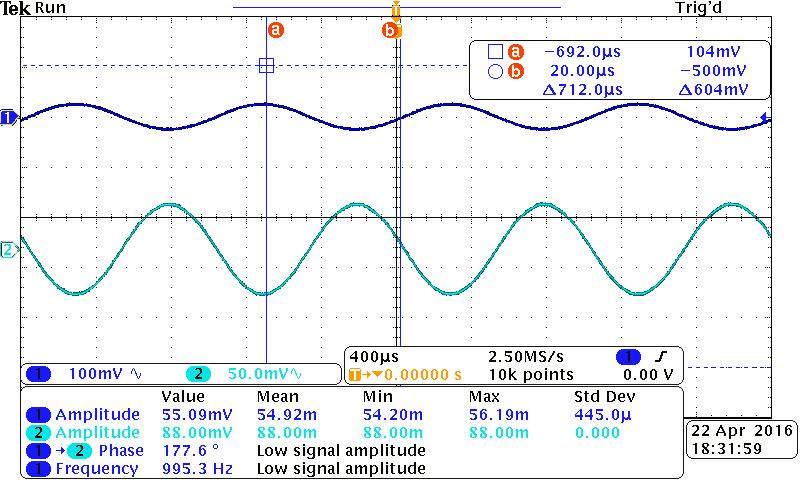 Tek Run Trig'd
T
a b
a −692.0µs 104mV
b 20.00µs −500mV
Δ712.0µs Δ604mV
1
2
1 100mV∿ 2 50.0mV∿
400µs 2.50MS/s 1 ʃ
T→▼0.00000 s 10k points 0.00 V
Value Mean Min Max Std Dev
1 Amplitude 55.09mV 54.92m 54.20m 56.19m 445.0µ
2 Amplitude 88.00mV 88.00m 88.00m 88.00m 0.000
1 → 2 Phase 177.6 ° Low signal amplitude
1 Frequency 995.3 Hz Low signal amplitude
22 Apr 2016
18:31:59